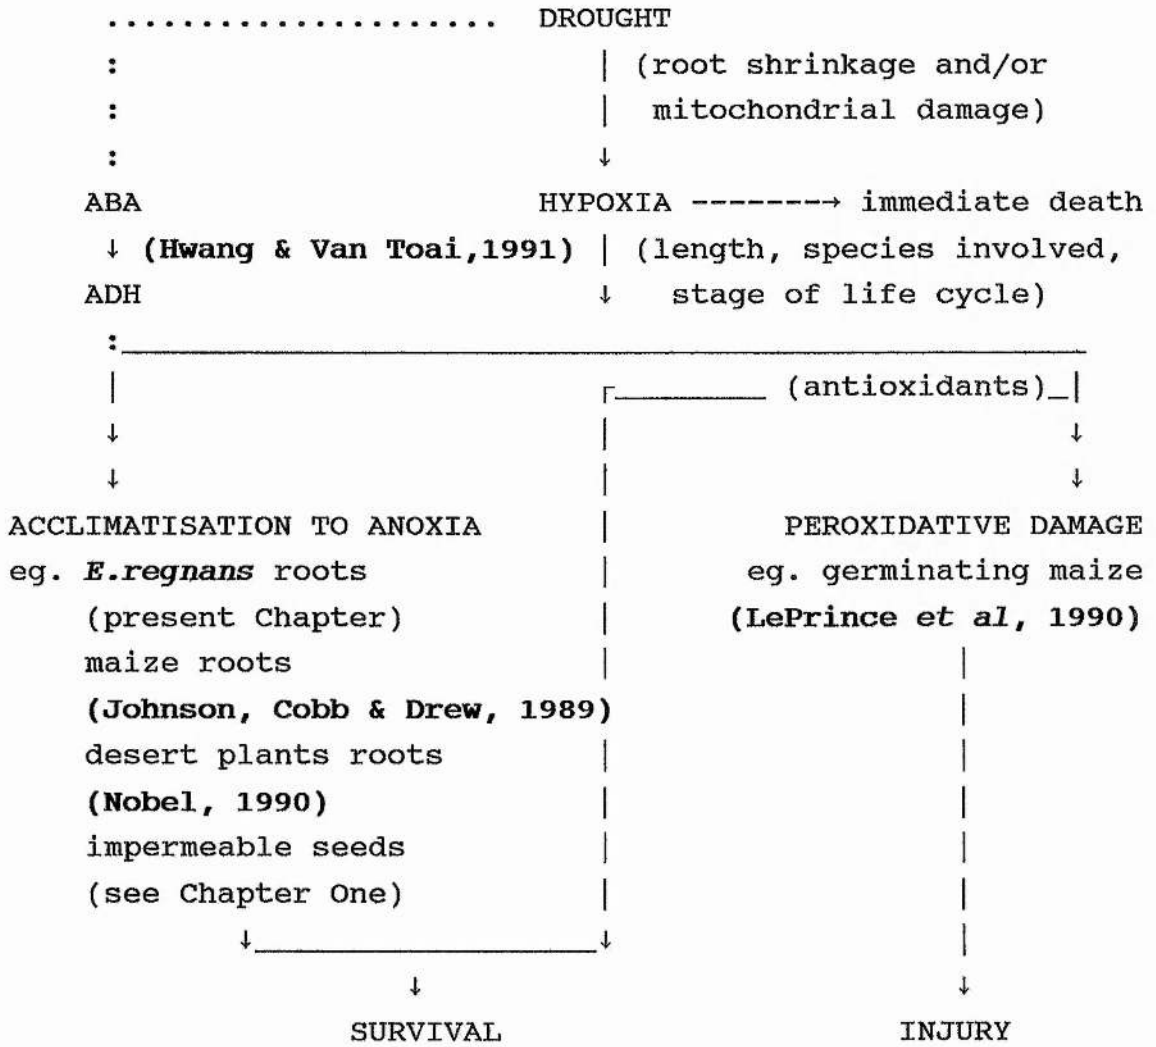 DROUGHT
(root shrinkage and/or
mitochondrial damage)
ABA HYPOXIA --------→ immediate death
↓ (Hwang & Van Toai,1991) | (length, species involved,
ADH ↓ stage of life cycle)
(antioxidants)
ACCLIMATISATION TO ANOXIA PEROXIDATIVE DAMAGE
eg. E.regnans roots eg. germinating maize
(present Chapter) (LePrince et al, 1990)
maize roots
(Johnson, Cobb & Drew, 1989)
desert plants roots
(Nobel, 1990)
impermeable seeds
(see Chapter One)
SURVIVAL INJURY